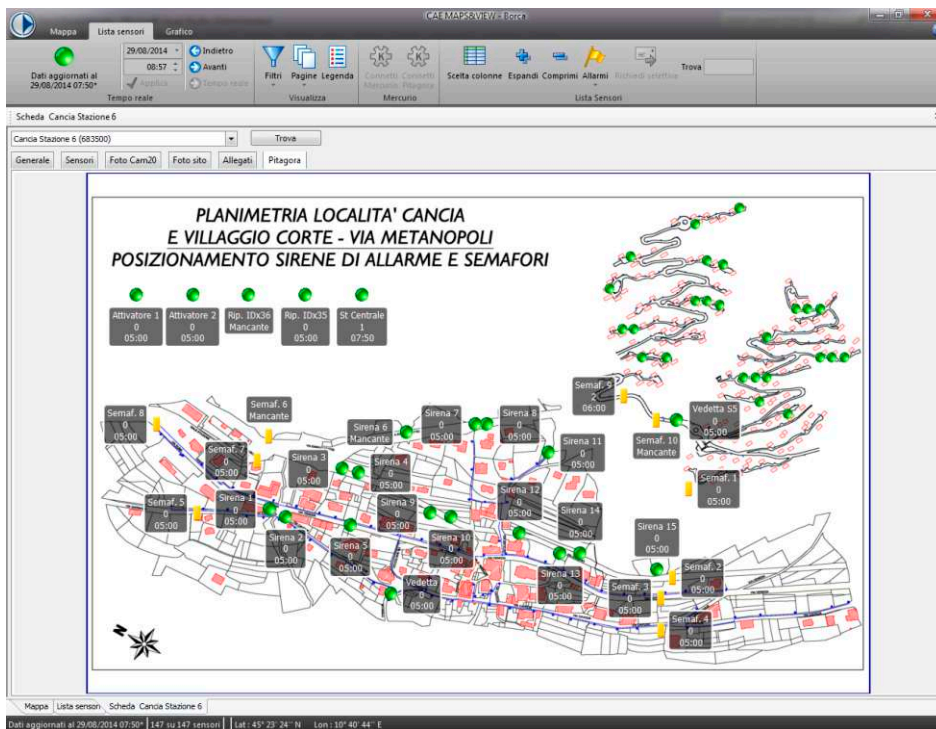 CAE MAPS&VIEW - Borca
Mappa
Lista sensori
Grafico
Dati aggiornati al
29/08/2014 07:50*
29/08/2014
08:57
Applica
Indietro
Avanti
Tempo reale
Tempo reale
Filtri
Pagine
Legenda
Visualizza
Connetti Connetti
Mercurio Pitagora
Mercurio
Scelta colonne
Espandi
Comprimi
Allarmi
Richiedi selettive
Trova
Lista Sensori
Scheda Cancia Stazione 6
Cancia Stazione 6 (683500)
Trova
Generale
Sensori
Foto Cam20
Foto sito
Allegati
Pitagora
PLANIMETRIA LOCALITA' CANCIA
E VILLAGGIO CORTE - VIA METANOPOLI
POSIZIONAMENTO SIRENE DI ALLARME E SEMAFORI
Attivatore 1
0
05:00
Attivatore 2
0
05:00
Rip. IDx36
Mancante
Rip. IDx35
0
05:00
St Centrale
1
07:50
Semaf. 9
2
06:00
Semaf. 8
0
05:00
Semaf. 6
Mancante
Sirena 6
Mancante
Sirena 7
0
05:00
Sirena 8
0
05:00
Vedetta S5
0
05:00
Semaf. 10
Mancante
Semaf. 7
0
05:00
Sirena 3
0
05:00
Sirena 4
0
05:00
Sirena 11
0
05:00
Semaf. 1
0
05:00
Semaf. 5
0
05:00
Sirena 1
0
05:00
Sirena 9
0
05:00
Sirena 12
0
05:00
Sirena 14
0
05:00
Sirena 2
0
05:00
Sirena 5
0
05:00
Sirena 10
0
05:00
Sirena 15
0
05:00
Vedetta
0
05:00
Sirena 13
0
05:00
Semaf. 3
0
05:00
Semaf. 2
0
05:00
Semaf. 4
0
05:00
N
Mappa
Lista sensori
Scheda Cancia Stazione 6
Dati aggiornati al 29/08/2014 07:50*
147 su 147 sensori
Lat : 45° 23' 24'' N Lon : 10° 40' 44'' E